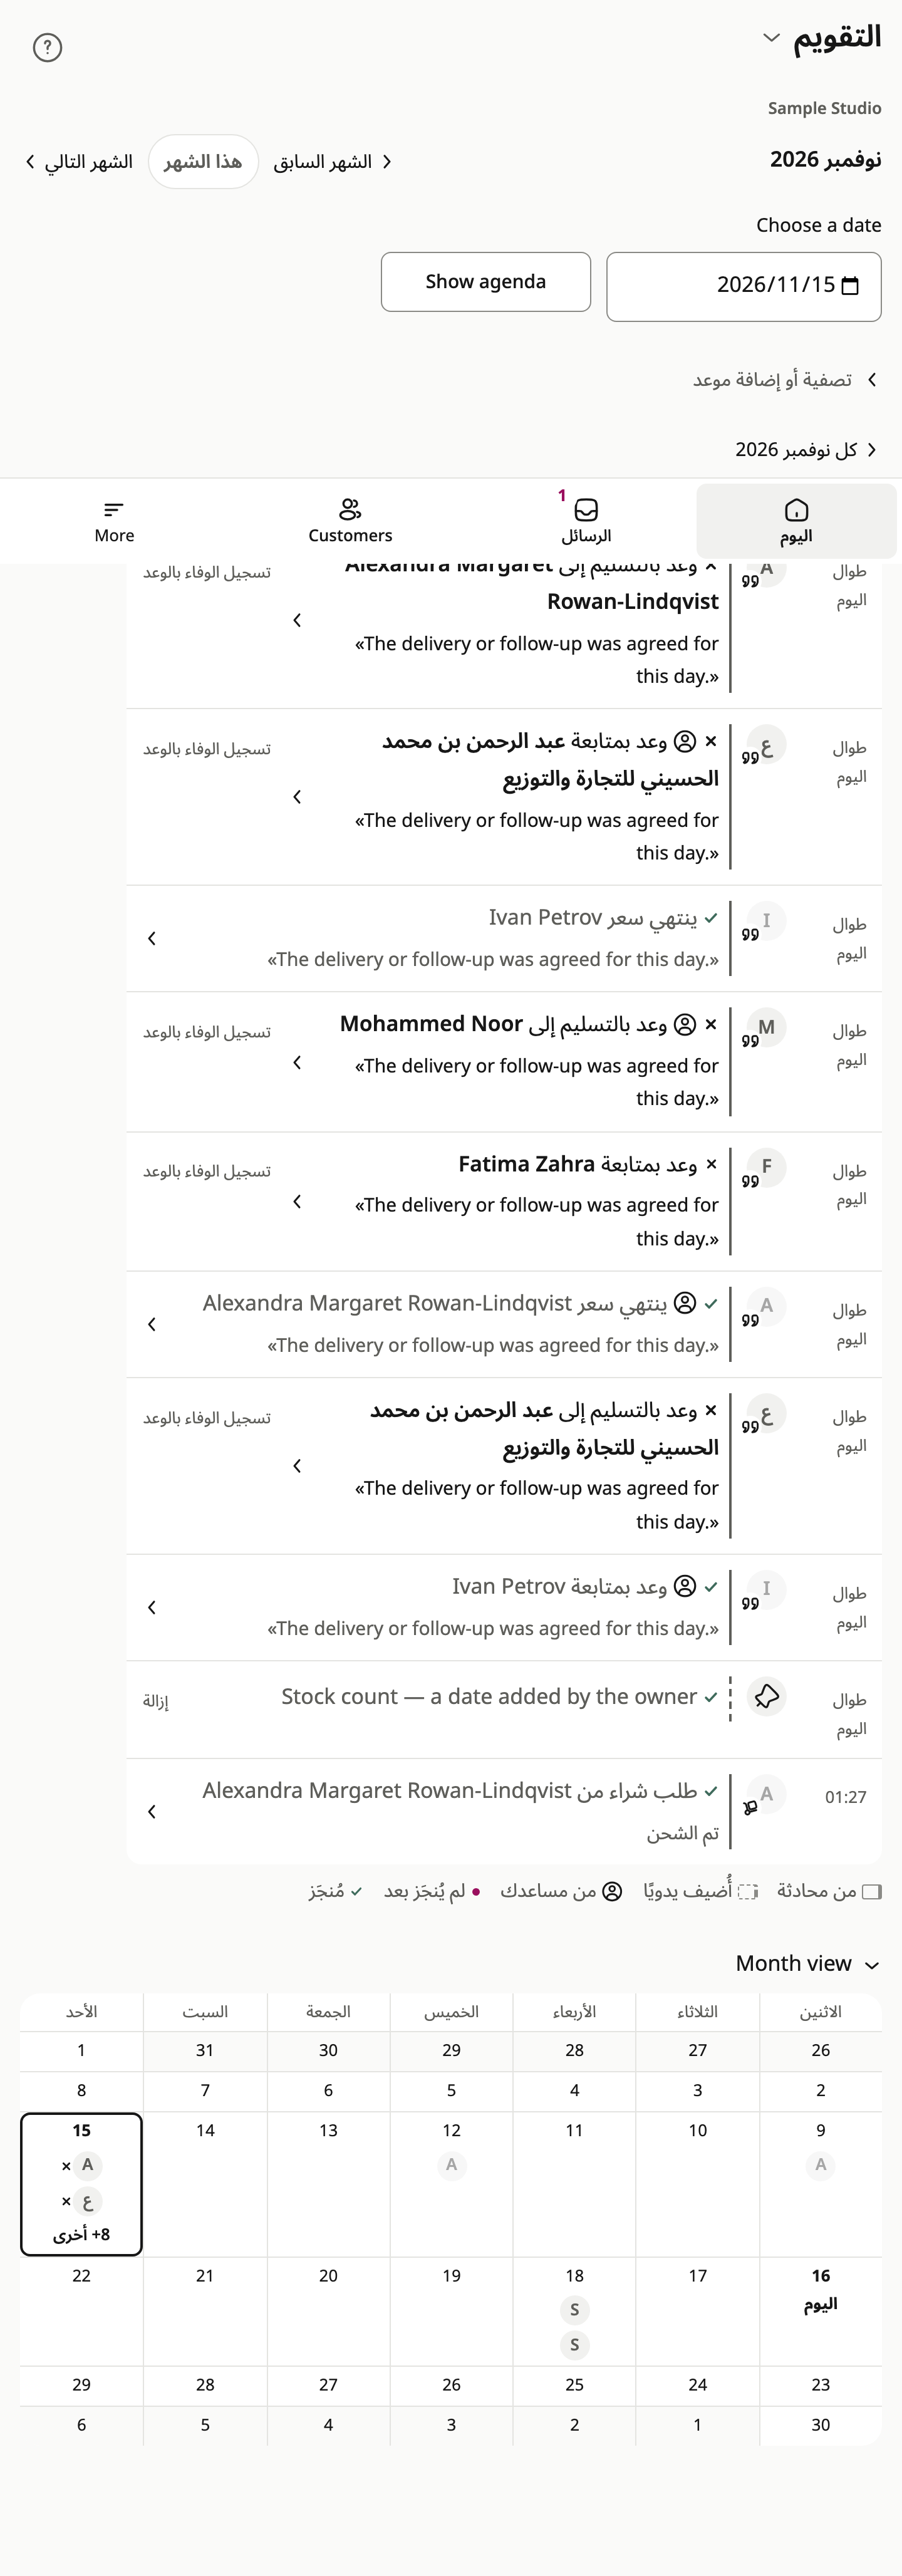 التقويم
?
Sample Studio
نوفمبر 2026
الشهر السابق
هذا الشهر
الشهر التالي
Choose a date
2026/11/15
Show agenda
تصفية أو إضافة موعد
كل نوفمبر 2026
اليوم
1
الرسائل
Customers
More
طوال اليوم
A
وعد بالتسليم إلى Alexandra Margaret
Rowan-Lindqvist
«The delivery or follow-up was agreed for
this day.»
تسجيل الوفاء بالوعد
طوال اليوم
ع
وعد بمتابعة عبد الرحمن بن محمد
الحسيني للتجارة والتوزيع
«The delivery or follow-up was agreed for
this day.»
تسجيل الوفاء بالوعد
طوال اليوم
I
ينتهي سعر Ivan Petrov
«The delivery or follow-up was agreed for this day.»
طوال اليوم
M
وعد بالتسليم إلى Mohammed Noor
«The delivery or follow-up was agreed for
this day.»
تسجيل الوفاء بالوعد
طوال اليوم
F
وعد بمتابعة Fatima Zahra
«The delivery or follow-up was agreed for
this day.»
تسجيل الوفاء بالوعد
طوال اليوم
A
ينتهي سعر Alexandra Margaret Rowan-Lindqvist
«The delivery or follow-up was agreed for this day.»
طوال اليوم
ع
وعد بالتسليم إلى عبد الرحمن بن محمد
الحسيني للتجارة والتوزيع
«The delivery or follow-up was agreed for
this day.»
تسجيل الوفاء بالوعد
طوال اليوم
I
وعد بمتابعة Ivan Petrov
«The delivery or follow-up was agreed for this day.»
طوال اليوم
Stock count — a date added by the owner
إزالة
01:27
A
طلب شراء من Alexandra Margaret Rowan-Lindqvist
تم الشحن
من محادثة أُضيف يدويًا من مساعدك لم يُنجَز بعد مُنجَز
Month view
الاثنين الثلاثاء الأربعاء الخميس الجمعة السبت الأحد
26 27 28 29 30 31 1
2 3 4 5 6 7 8
9 10 11 12 13 14 15
A A × A
× ع
+8 أخرى
16 17 18 19 20 21 22
اليوم
S
S
23 24 25 26 27 28 29
30 1 2 3 4 5 6